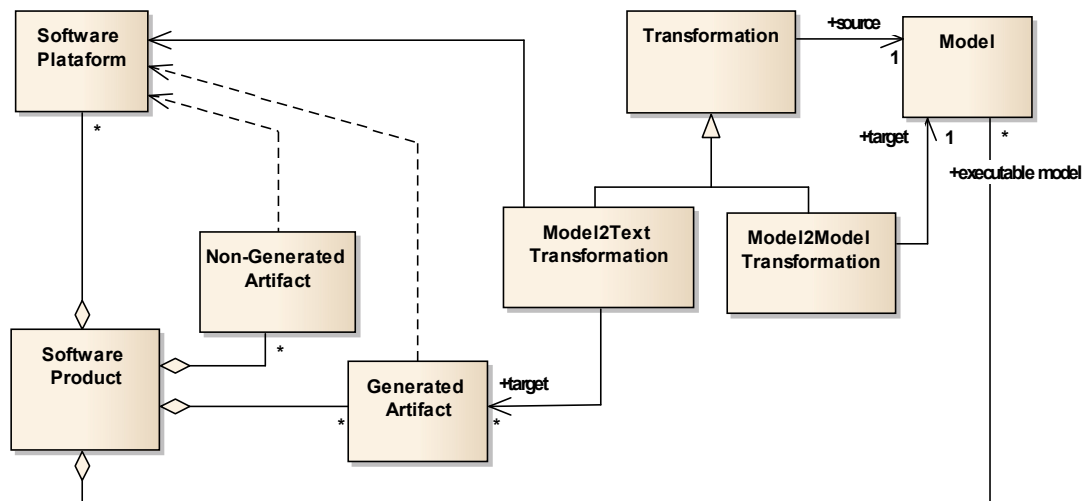 Software
Plataform
Transformation
+source
1
Model
*
+target
1
*
+executable model
Non-Generated
Artifact
*
Model2Text
Transformation
Model2Model
Transformation
Software
Product
Generated
Artifact
*
+target
*